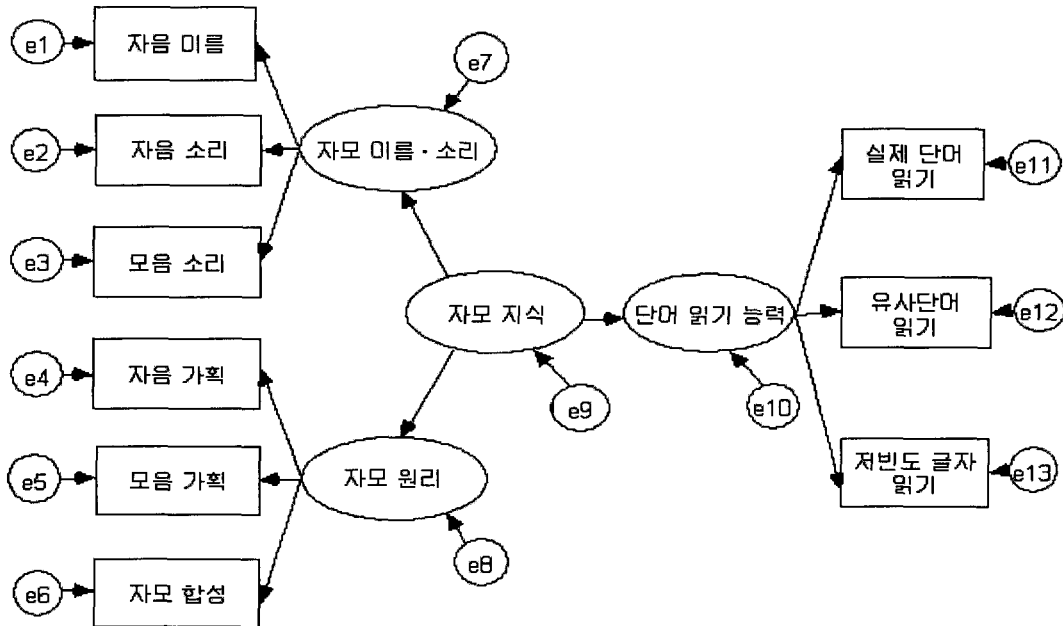 e1
자음 미름
e7
e2
자음 소리
자모 미름 · 소리
실제 단어
읽기
e11
e3
모음 소리
자모 지식
단어 읽기 능력
유사단어
읽기
e12
e4
자음 가획
e9
e10
e5
모음 가획
자모 원리
저빈도 글자
읽기
e13
e8
e6
자모 합성